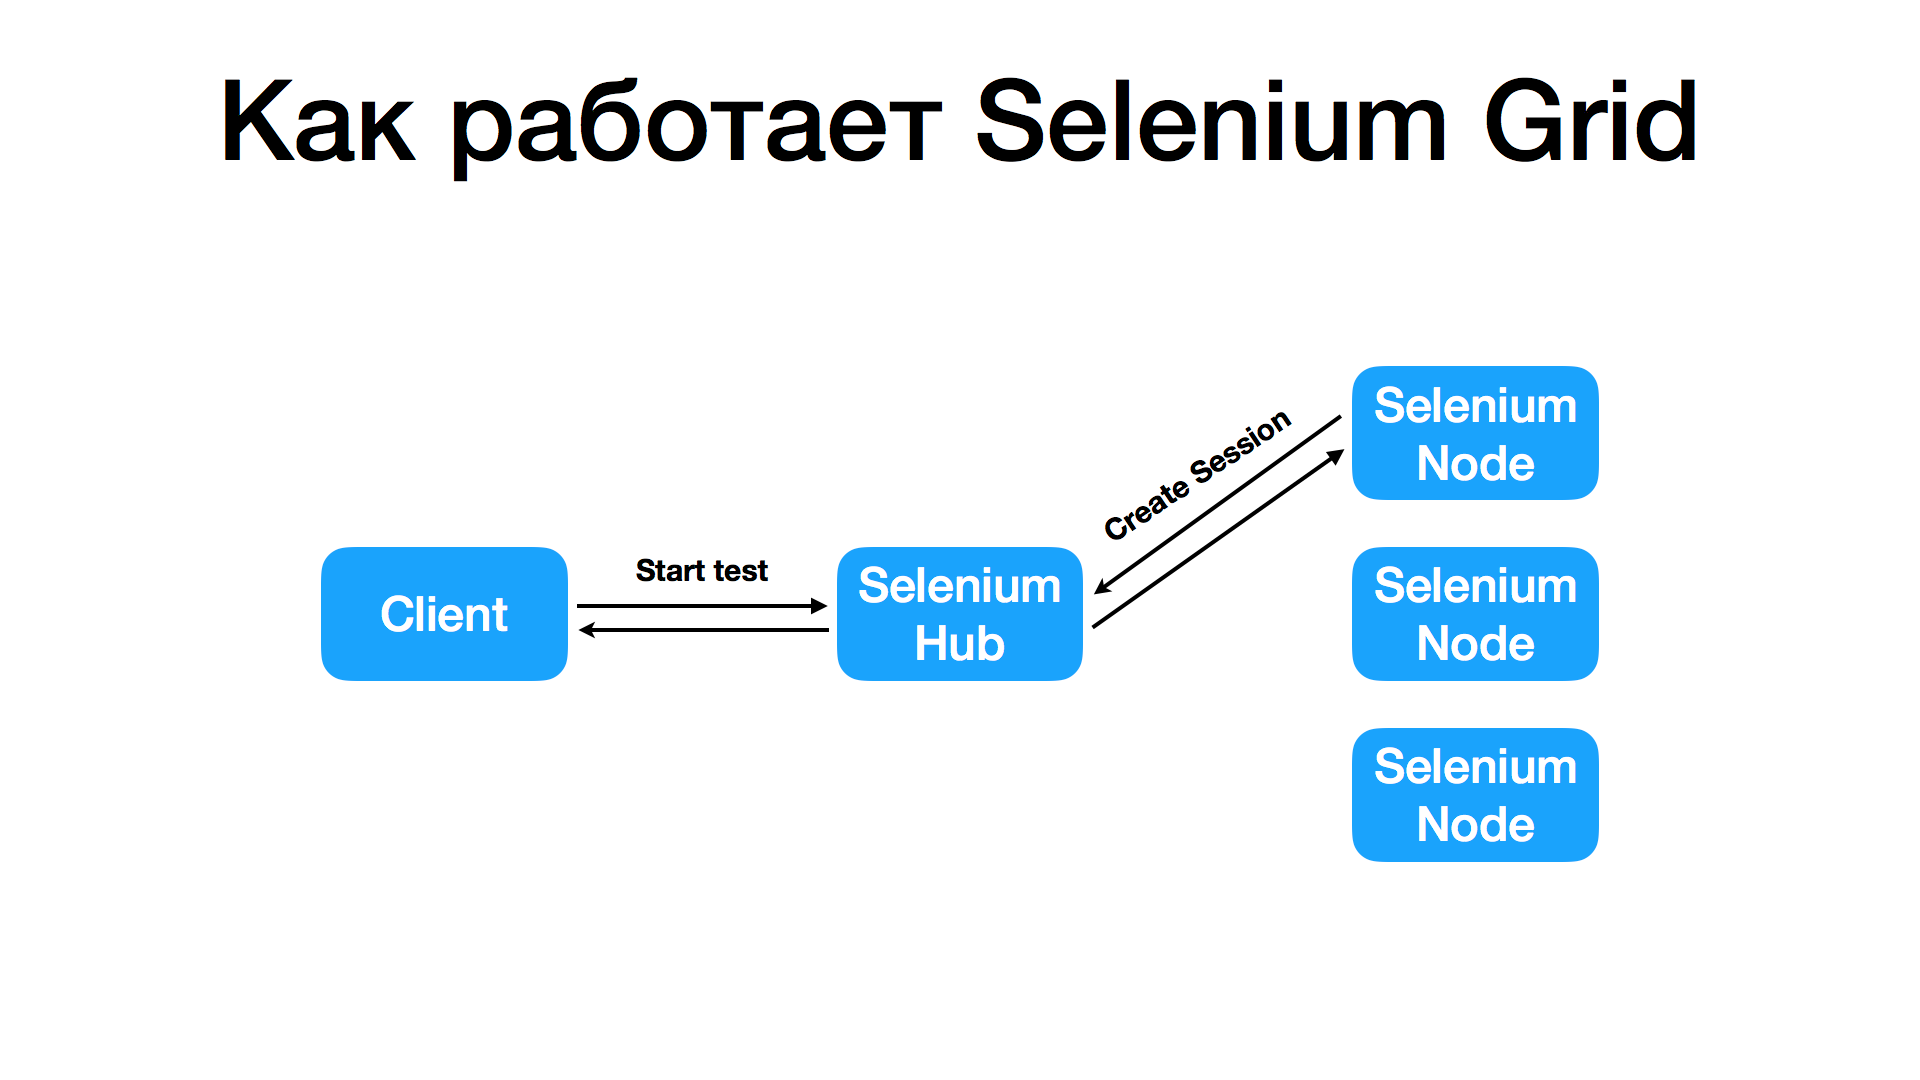 Как работает Selenium Grid
Client
Start test
Selenium
Hub
Create Session
Selenium
Node
Selenium
Node
Selenium
Node